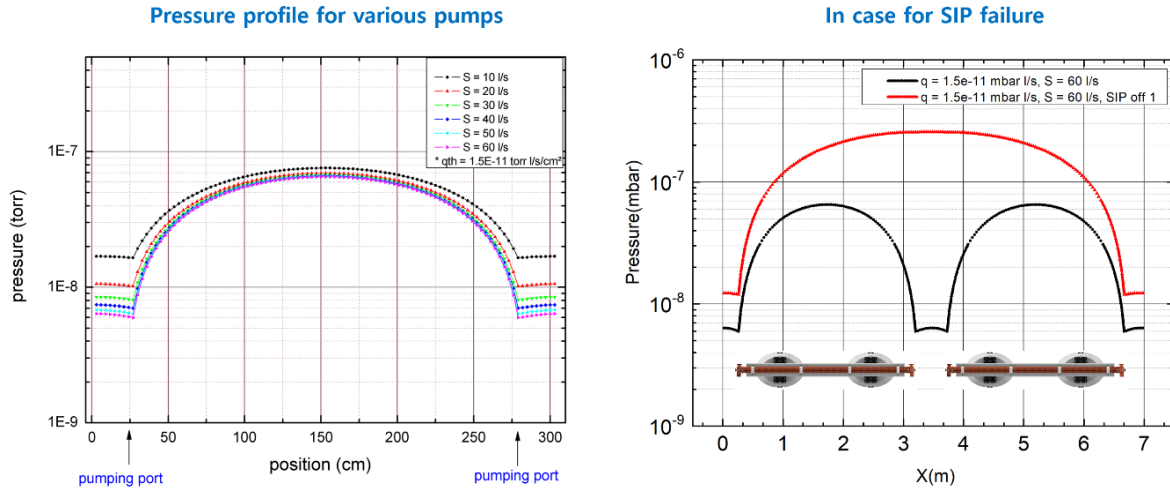 Pressure profile for various pumps
1E-7
1E-8
1E-9
pressure (torr)
S = 10 l/s
S = 20 l/s
S = 30 l/s
S = 40 l/s
S = 50 l/s
S = 60 l/s
* qth = 1.5E-11 torr l/s/cm²
0 50 100 150 200 250 300
position (cm)
pumping port
pumping port
In case for SIP failure
10-6
10-7
10-8
10-9
Pressure(mbar)
q = 1.5e-11 mbar l/s, S = 60 l/s
q = 1.5e-11 mbar l/s, S = 60 l/s, SIP off 1
0 1 2 3 4 5 6 7
X(m)